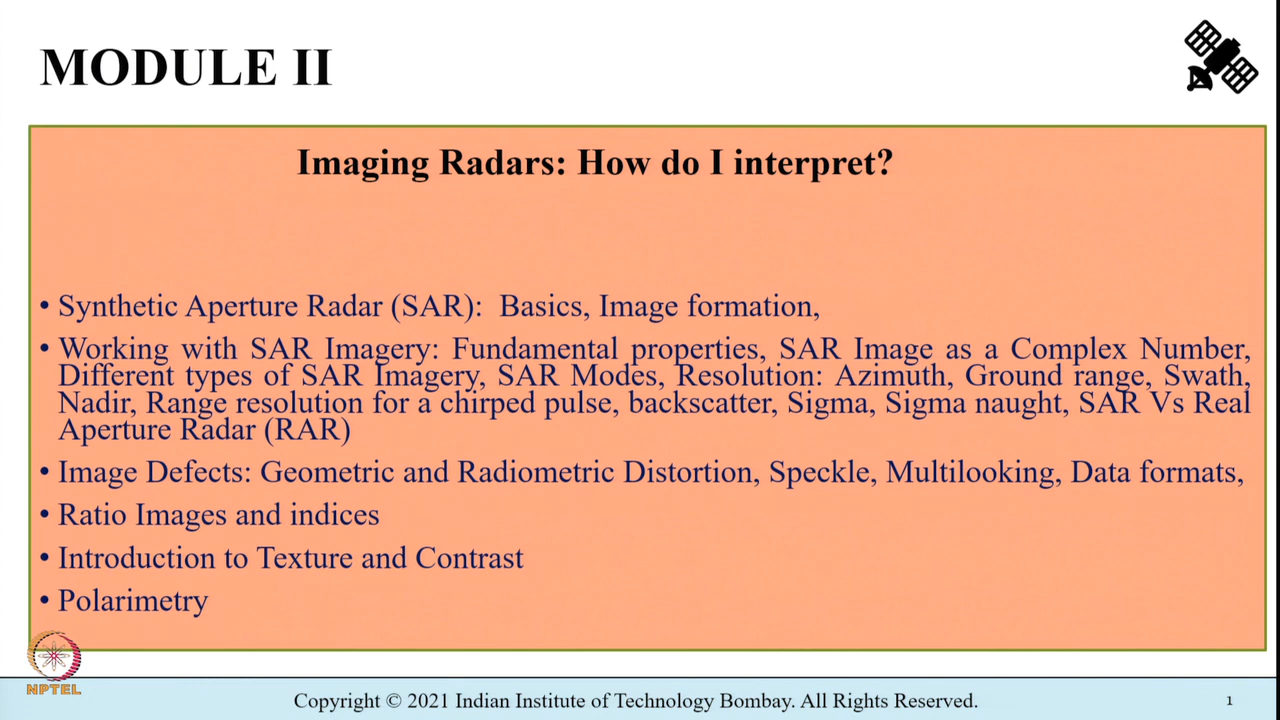 MODULE II
Imaging Radars: How do I interpret?
• Synthetic Aperture Radar (SAR):  Basics, Image formation,
• Working with SAR Imagery: Fundamental properties, SAR Image as a Complex Number,
Different types of SAR Imagery, SAR Modes, Resolution: Azimuth, Ground range, Swath,
Nadir, Range resolution for a chirped pulse, backscatter, Sigma, Sigma naught, SAR Vs Real
Aperture Radar (RAR)
• Image Defects: Geometric and Radiometric Distortion, Speckle, Multilooking, Data formats,
• Ratio Images and indices
• Introduction to Texture and Contrast
• Polarimetry
NPTEL
Copyright © 2021 Indian Institute of Technology Bombay. All Rights Reserved.
1